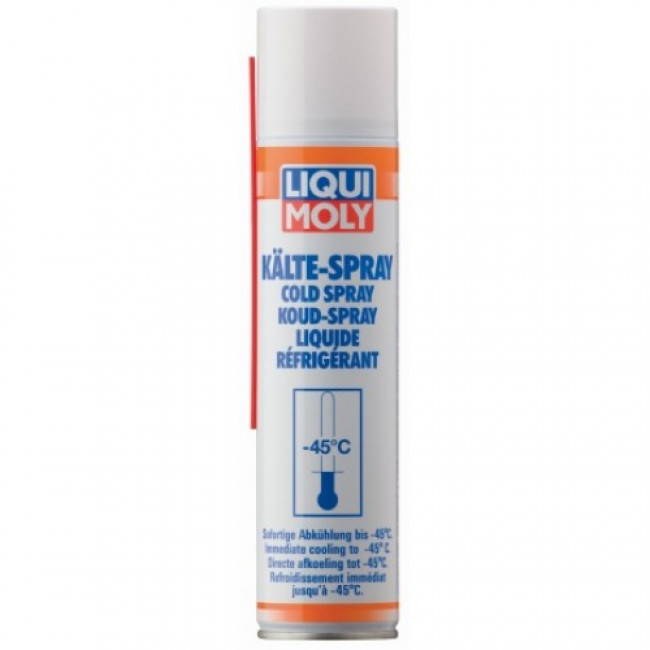 LIQUI
MOLY
KÄLTE-SPRAY
COLD SPRAY
KOUD-SPRAY
LIQUIDE
RÉFRIGÉRANT
-45°C
Sofortige Abkühlung bis -45°C.
Immediate cooling to -45° C
Directe afkoeling tot -45°C.
Refroidissement immédiat
jusqu'à -45°C.